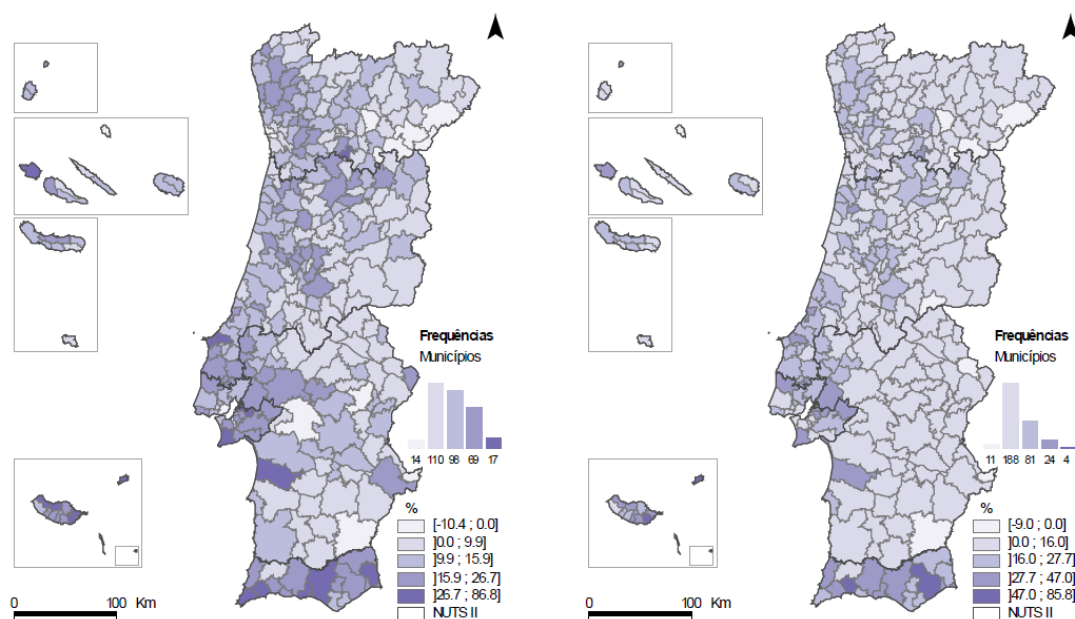 Frequências
Municípios
14 110 98 69 17
%
[-10.4 ; 0.0]
]0.0 ; 9.9]
]9.9 ; 15.9]
]15.9 ; 26.7]
]26.7 ; 86.8]
NUTS II
0 100 Km
Frequências
Municípios
11 188 81 24 4
%
[-9.0 ; 0.0]
]0.0 ; 16.0]
]16.0 ; 27.7]
]27.7 ; 47.0]
]47.0 ; 85.8]
NUTS II
0 100 Km